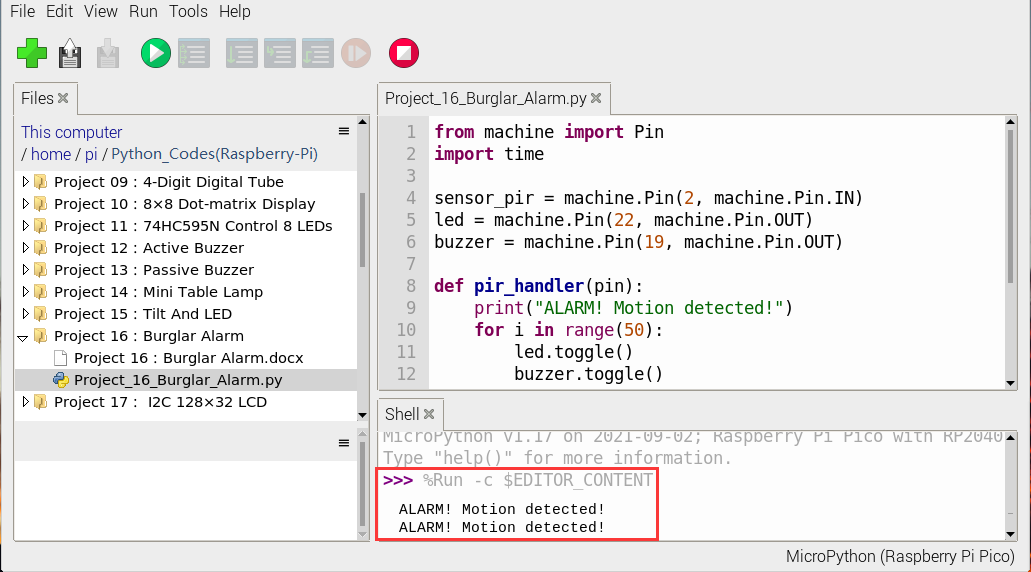 File Edit View Run Tools Help
Files
This computer
/ home / pi / Python_Codes(Raspberry-Pi)
Project 09 : 4-Digit Digital Tube
Project 10 : 8×8 Dot-matrix Display
Project 11 : 74HC595N Control 8 LEDs
Project 12 : Active Buzzer
Project 13 : Passive Buzzer
Project 14 : Mini Table Lamp
Project 15 : Tilt And LED
Project 16 : Burglar Alarm
Project 16 : Burglar Alarm.docx
Project_16_Burglar_Alarm.py
Project 17 : I2C 128×32 LCD
Project_16_Burglar_Alarm.py
1 from machine import Pin
2 import time
3
4 sensor_pir = machine.Pin(2, machine.Pin.IN)
5 led = machine.Pin(22, machine.Pin.OUT)
6 buzzer = machine.Pin(19, machine.Pin.OUT)
7
8 def pir_handler(pin):
9     print("ALARM! Motion detected!")
10     for i in range(50):
11         led.toggle()
12         buzzer.toggle()
Shell
MicroPython v1.17 on 2021-09-02; Raspberry Pi Pico with RP2040
Type "help()" for more information.
>>> %Run -c $EDITOR_CONTENT
ALARM! Motion detected!
ALARM! Motion detected!
MicroPython (Raspberry Pi Pico)